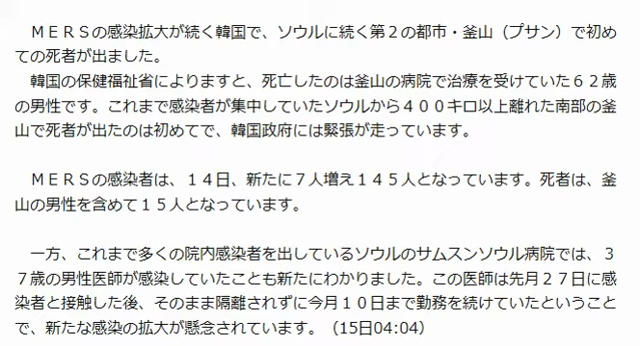 ＭＥＲＳの感染拡大が続く韓国で、ソウルに続く第２の都市・釜山（プサン）で初め
ての死者が出ました。
　韓国の保健福祉省によりますと、死亡したのは釜山の病院で治療を受けていた６２歳
の男性です。これまで感染者が集中していたソウルから４００キロ以上離れた南部の釜
山で死者が出たのは初めてで、韓国政府には緊張が走っています。
　ＭＥＲＳの感染者は、１４日、新たに７人増え１４５人となっています。死者は、釜
山の男性を含めて１５人となっています。
　一方、これまで多くの院内感染者を出しているソウルのサムスンソウル病院では、３
７歳の男性医師が感染していたことも新たにわかりました。この医師は先月２７日に感
染者と接触した後、そのまま隔離されずに今月１０日まで勤務を続けていたということ
で、新たな感染の拡大が懸念されています。（15日04:04）